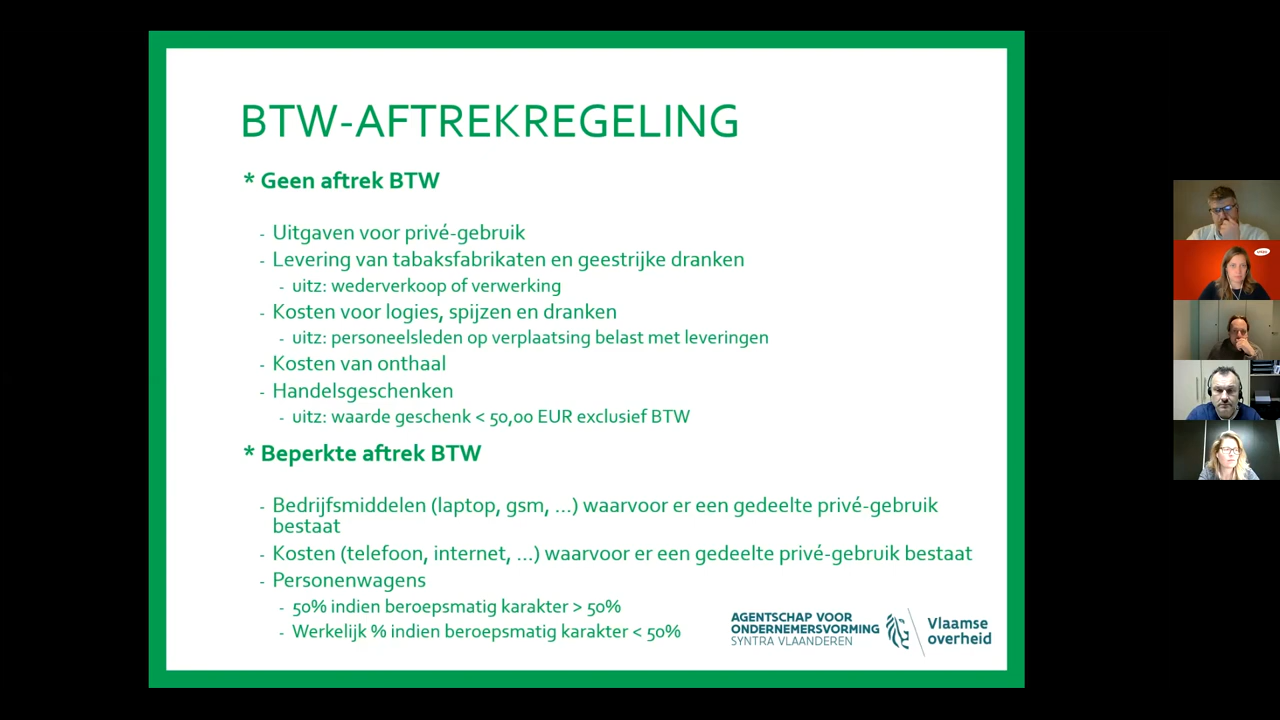 BTW-AFTREKREGELING
* Geen aftrek BTW
- Uitgaven voor privé-gebruik
- Levering van tabaksfabrikaten en geestrijke dranken
- uitz: wederverkoop of verwerking
- Kosten voor logies, spijzen en dranken
- uitz: personeelsleden op verplaatsing belast met leveringen
- Kosten van onthaal
- Handelsgeschenken
- uitz: waarde geschenk < 50,00 EUR exclusief BTW
* Beperkte aftrek BTW
- Bedrijfsmiddelen (laptop, gsm, ...) waarvoor er een gedeelte privé-gebruik
bestaat
- Kosten (telefoon, internet, ...) waarvoor er een gedeelte privé-gebruik bestaat
- Personenwagens
- 50% indien beroepsmatig karakter > 50%
- Werkelijk % indien beroepsmatig karakter < 50%
AGENTSCHAP VOOR
ONDERNEMERSVORMING
SYNTRA VLAANDEREN
Vlaamse
overheid